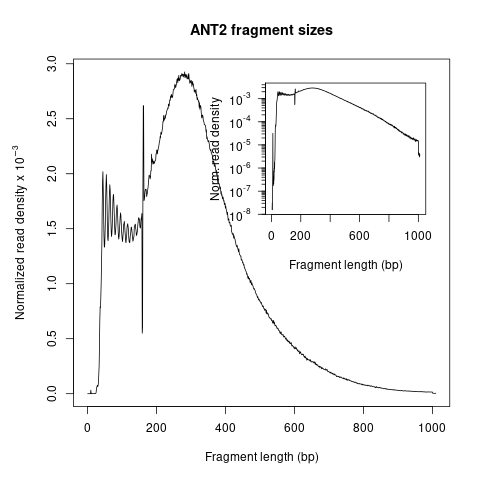 ANT2 fragment sizes
Normalized read density x 10⁻³
3.0
2.5
2.0
1.5
1.0
0.5
0.0
0 200 400 600 800 1000
Fragment length (bp)
Norm. read density
10⁻³
10⁻⁴
10⁻⁵
10⁻⁶
10⁻⁷
10⁻⁸
0 200 600 1000
Fragment length (bp)